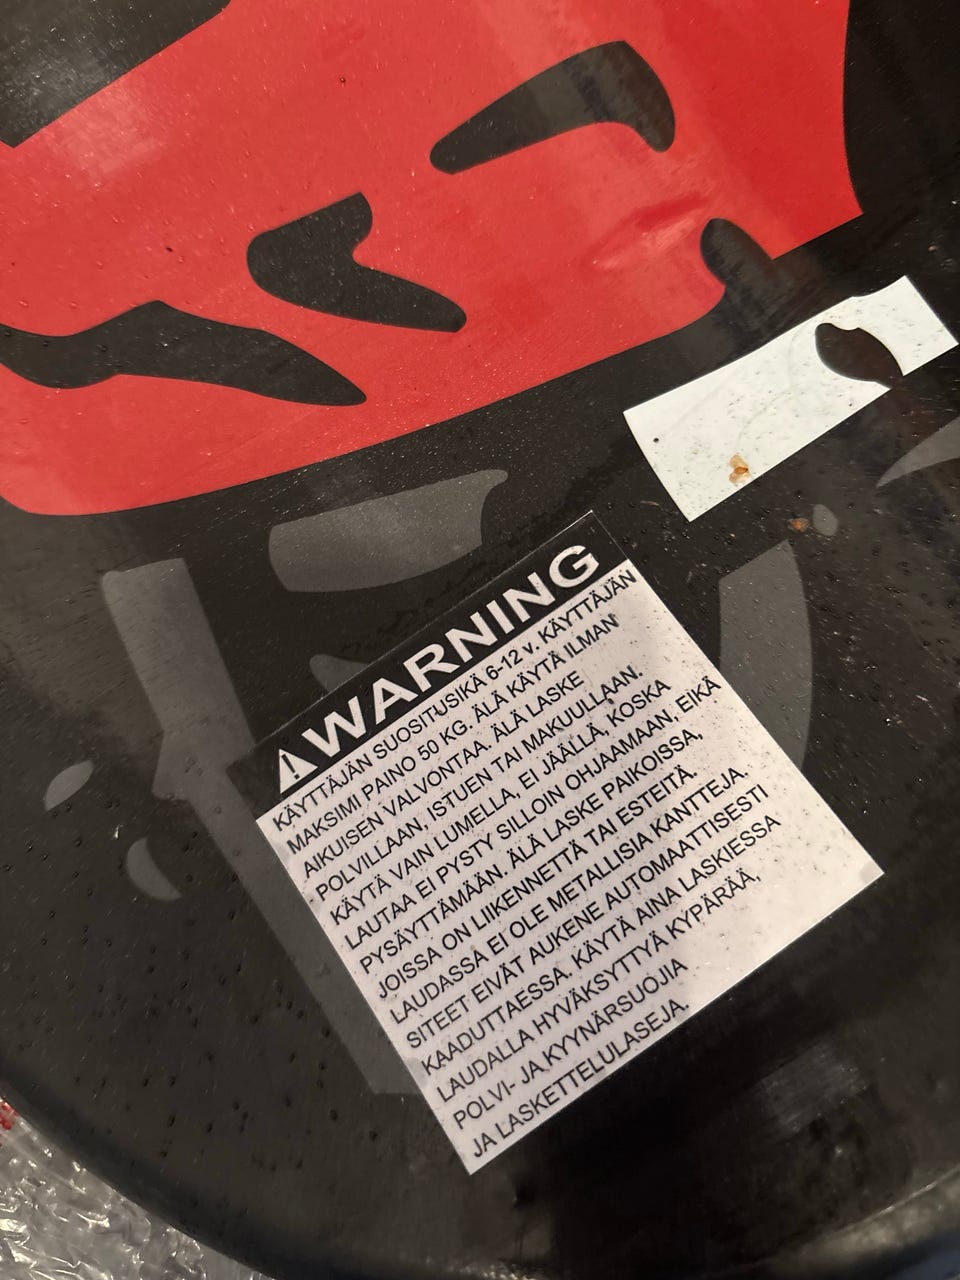 WARNING
KÄYTTÄJÄN SUOSITUSIKÄ 6-12 v. KÄYTTÄJÄN
MAKSIMI PAINO 50 KG. ÄLÄ KÄYTÄ ILMAN
AIKUISEN VALVONTAA. ÄLÄ LASKE
POLVILLAAN, ISTUEN TAI MAKUULLAAN.
KÄYTÄ VAIN LUMELLA, EI JÄÄLLÄ, KOSKA
LAUTAA EI PYSTY SILLOIN OHJAAMAAN, EIKÄ
PYSÄYTTÄMÄÄN. ÄLÄ LASKE PAIKOISSA,
JOISSA ON LIIKENNETTÄ TAI ESTEITÄ.
LAUDASSA EI OLE METALLISIA KANTTEJA.
SITEET EIVÄT AUKENE AUTOMAATTISESTI
KAADUTTAESSA. KÄYTÄ AINA LASKIESSA
LAUDALLA HYVÄKSYTTYÄ KYPÄRÄÄ,
POLVI- JA KYYNÄRSUOJIA
JA LASKETTELULASEJA.